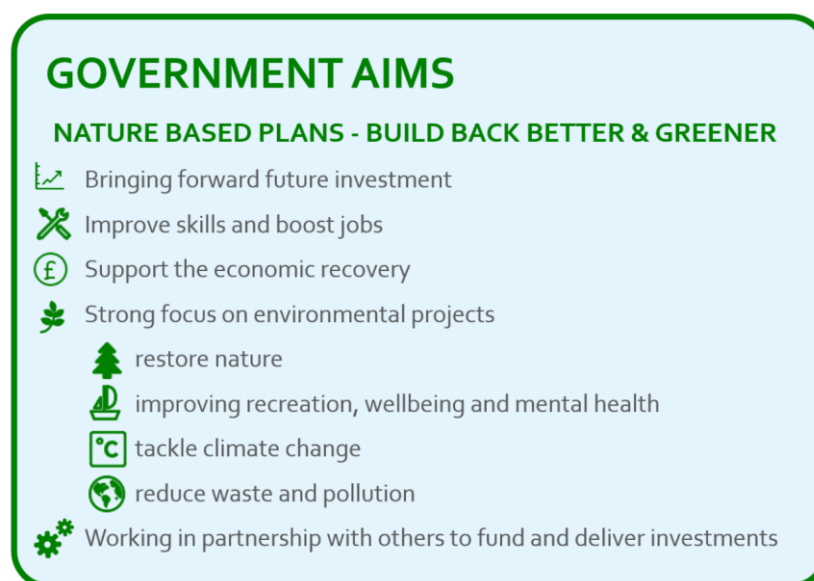 GOVERNMENT AIMS
NATURE BASED PLANS - BUILD BACK BETTER & GREENER
Bringing forward future investment
Improve skills and boost jobs
£ Support the economic recovery
Strong focus on environmental projects
restore nature
improving recreation, wellbeing and mental health
°C tackle climate change
reduce waste and pollution
Working in partnership with others to fund and deliver investments